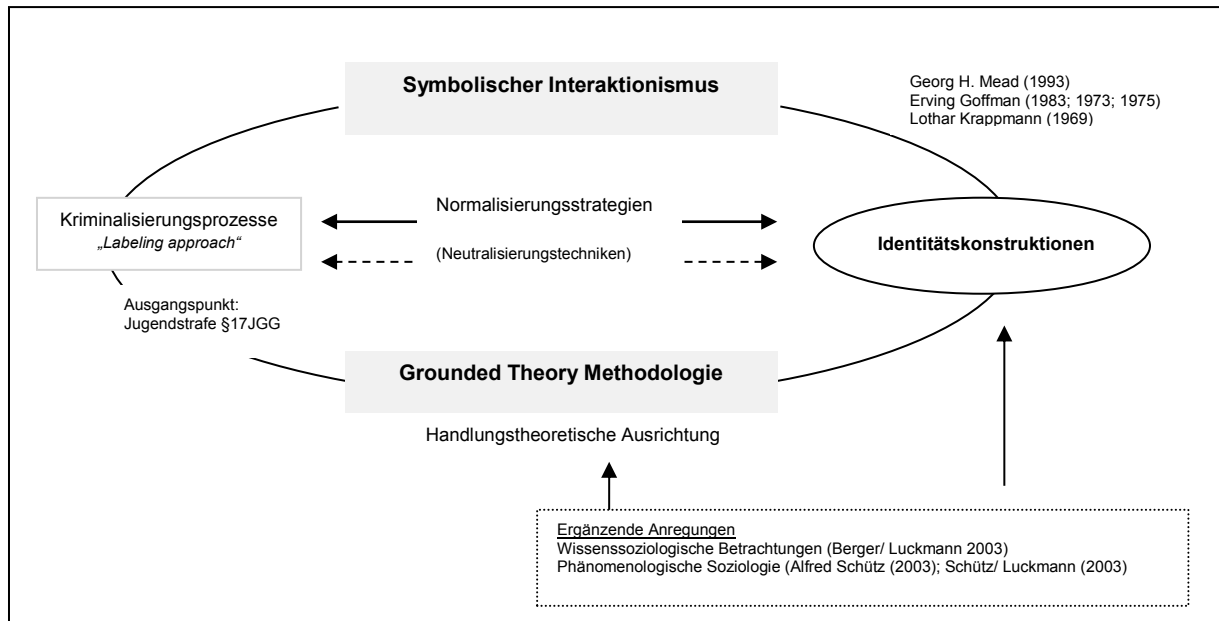 Symbolischer Interaktionismus
Georg H. Mead (1993)
Erving Goffman (1983; 1973; 1975)
Lothar Krappmann (1969)
Kriminalisierungsprozesse
„Labeling approach“
Normalisierungsstrategien
(Neutralisierungstechniken)
Identitätskonstruktionen
Ausgangspunkt:
Jugendstrafe §17JGG
Grounded Theory Methodologie
Handlungstheoretische Ausrichtung
Ergänzende Anregungen
Wissenssoziologische Betrachtungen (Berger/ Luckmann 2003)
Phänomenologische Soziologie (Alfred Schütz (2003); Schütz/ Luckmann (2003)